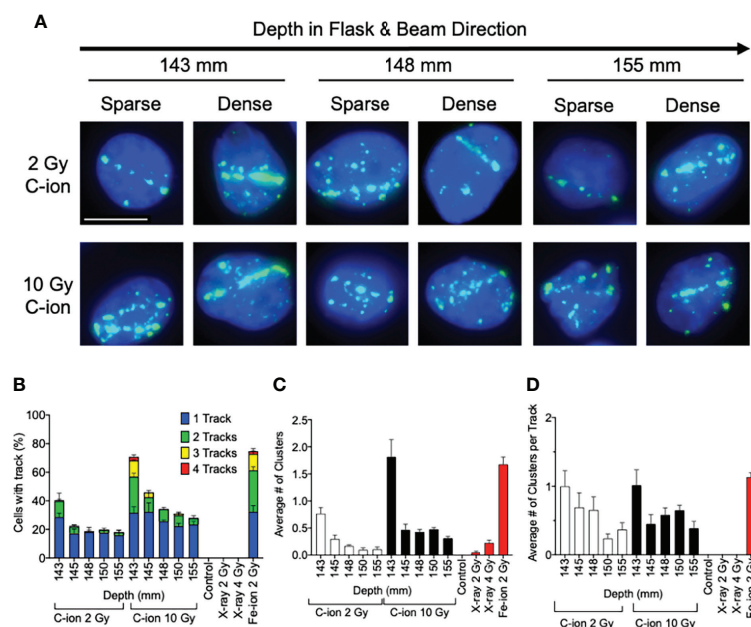 A
Depth in Flask & Beam Direction
143 mm 148 mm 155 mm
Sparse Dense Sparse Dense Sparse Dense
2 Gy
C-ion
10 Gy
C-ion
B
Cells with track (%)
100
80
60
40
20
0
1 Track
2 Tracks
3 Tracks
4 Tracks
143 145 148 150 155 143 145 148 150 155 Control X-ray 2 Gy X-ray 4 Gy Fe-ion 2 Gy
Depth (mm)
C-ion 2 Gy C-ion 10 Gy
C
Average # of Clusters
2.5
2.0
1.5
1.0
0.5
0.0
143 145 148 150 155 143 145 148 150 155 Control X-ray 2 Gy X-ray 4 Gy Fe-ion 2 Gy
Depth (mm)
C-ion 2 Gy C-ion 10 Gy
D
Average # of Clusters per Track
2
1
0
143 145 148 150 155 143 145 148 150 155 Control X-ray 2 Gy X-ray 4 Gy
Depth (mm)
C-ion 2 Gy C-ion 10 Gy